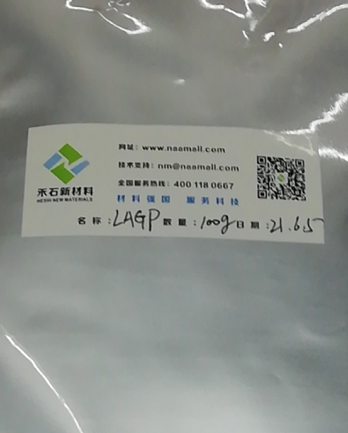 网址：www.naamall.com
技术支持：nm@naamall.com
禾石新材料
HESHI NEW MATERIALS
全国服务热线：400 118 0667
材料强国 服务科技
名称：LAGP 数量：100g 日期：21.6.5